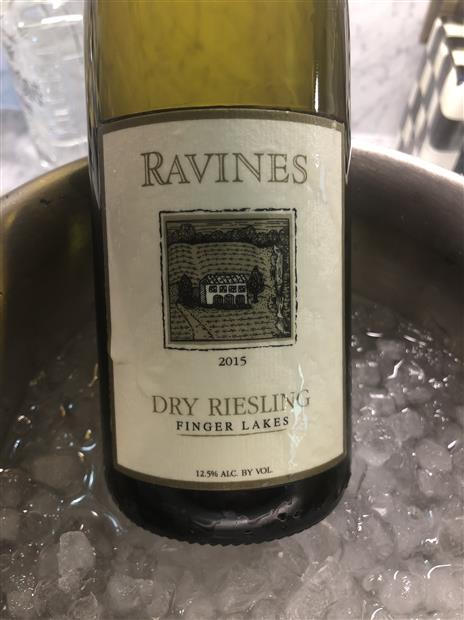 RAVINES
2015
DRY RIESLING
FINGER LAKES
12.5% ALC. BY VOL.